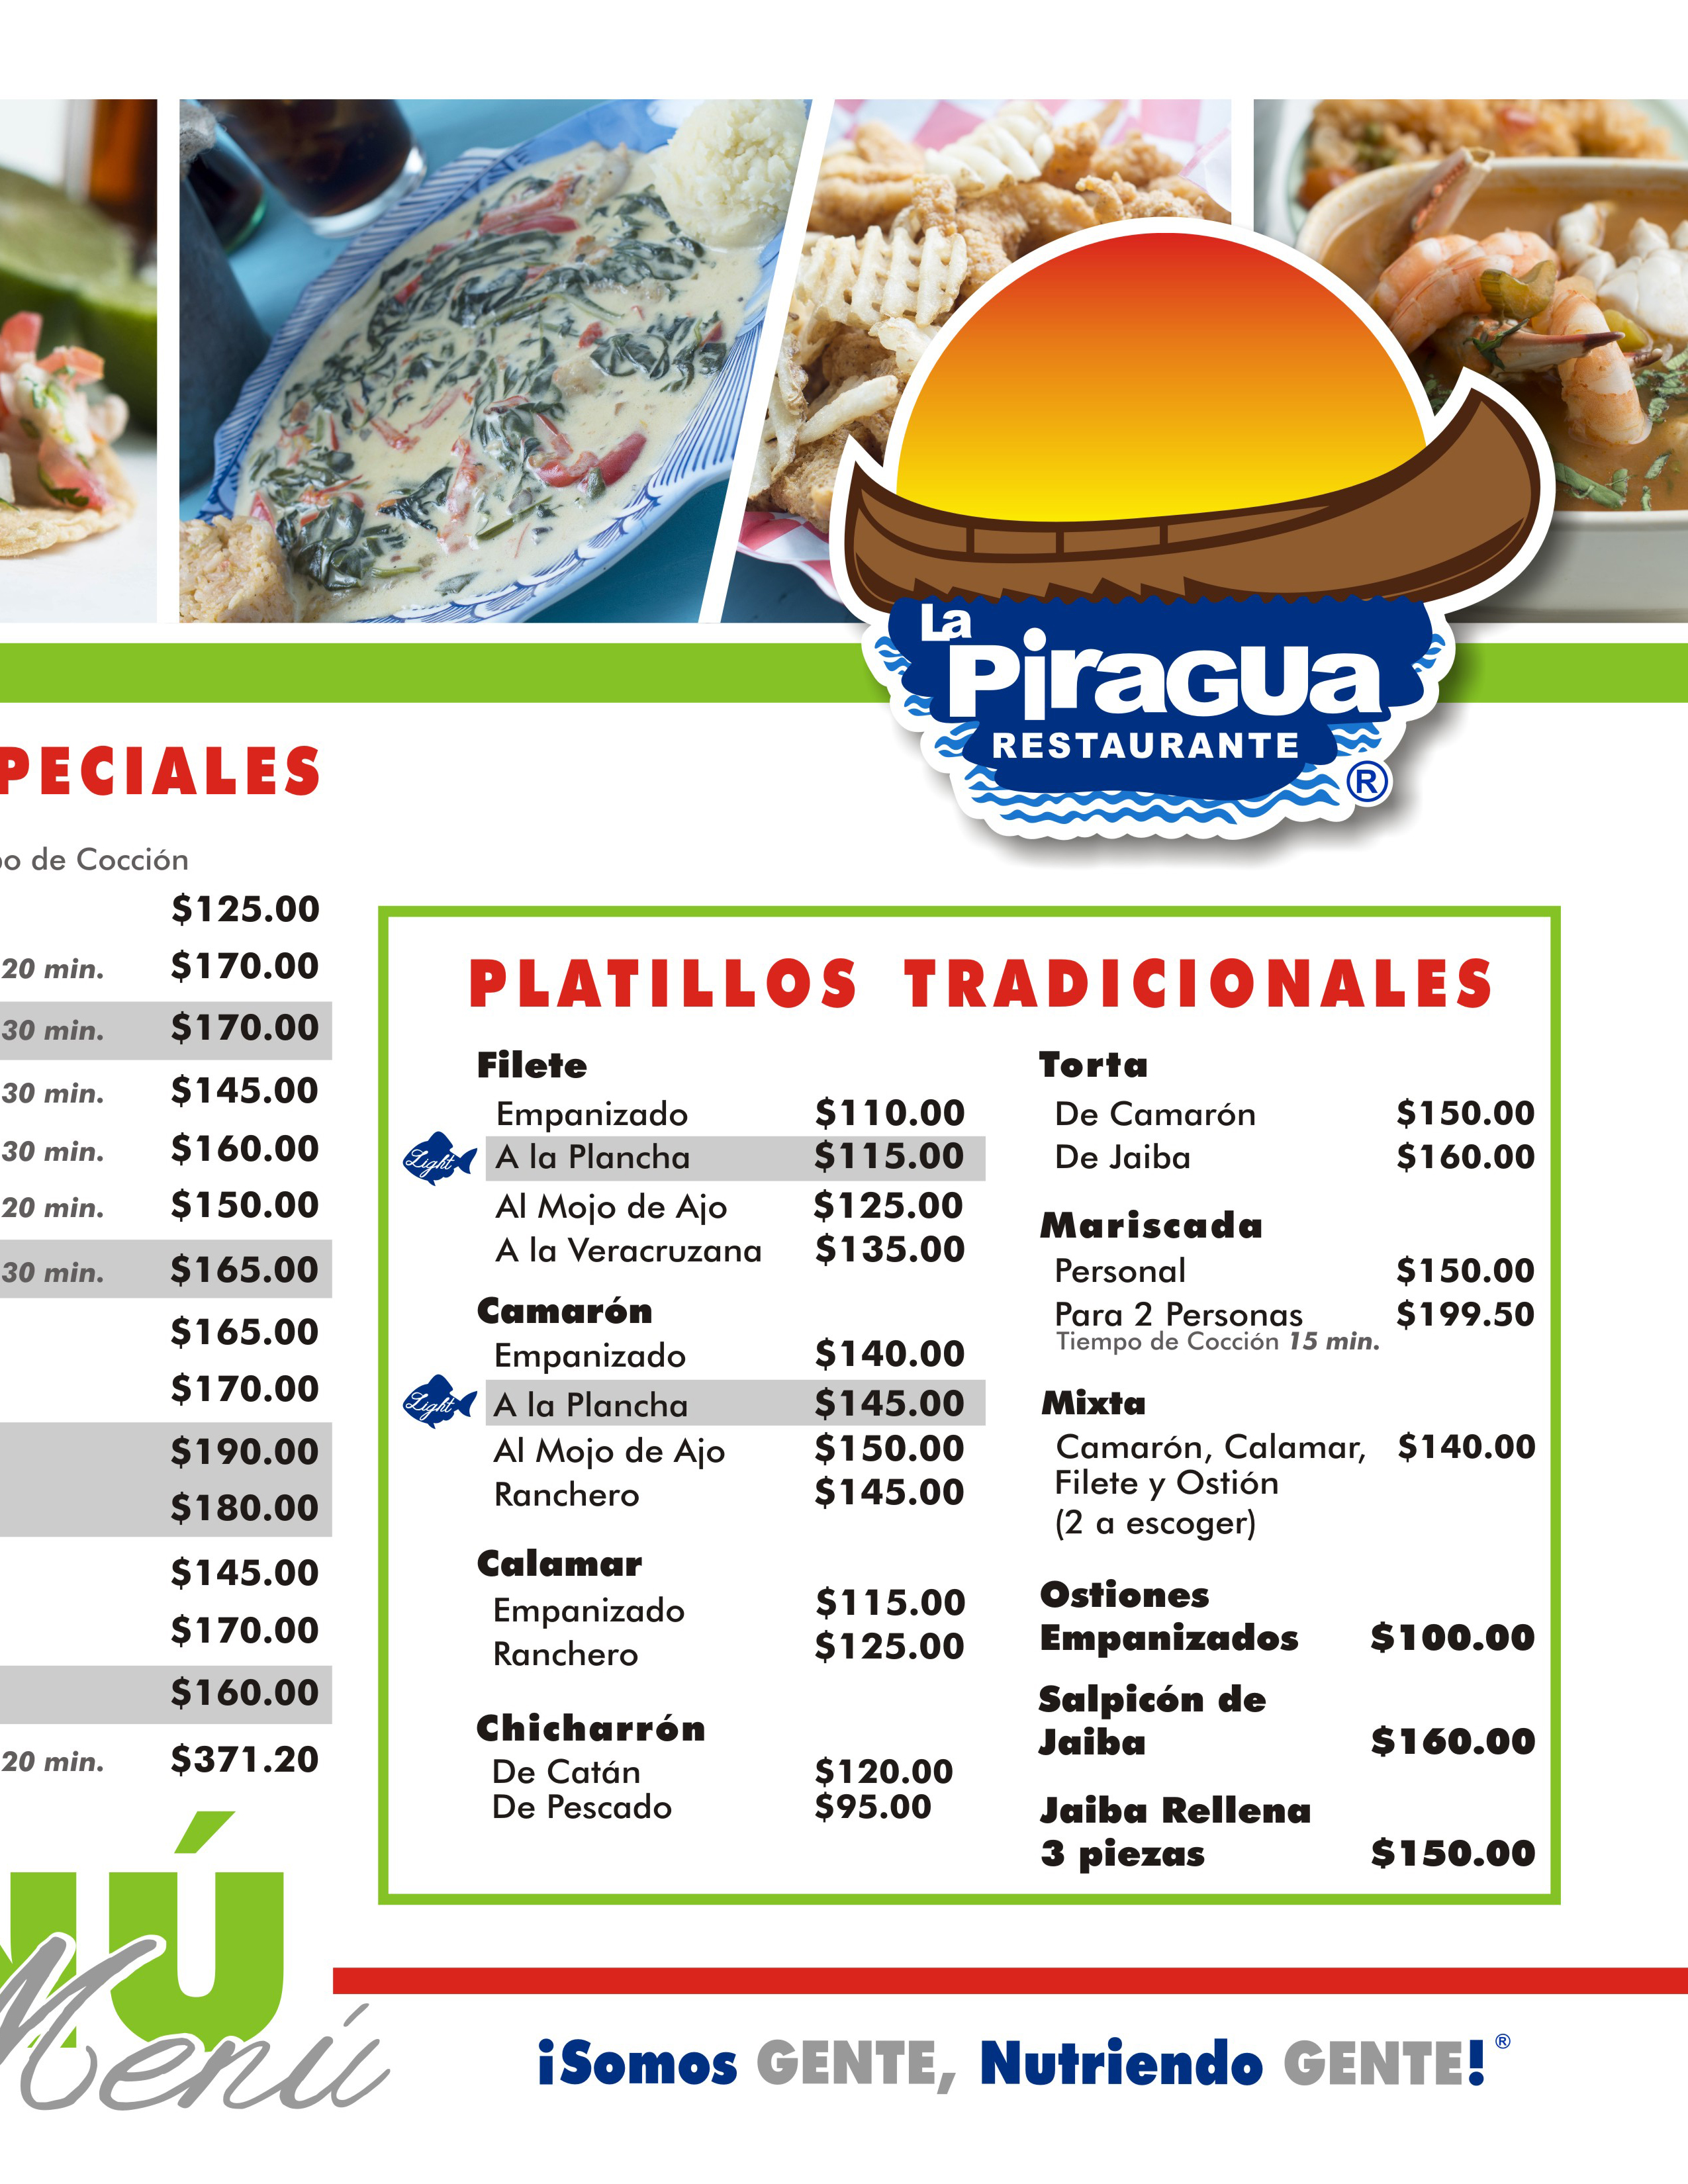 La
Piragua
RESTAURANTE
®
PECIALES
de Cocción
$125.00
20 min. $170.00
30 min. $170.00
30 min. $145.00
30 min. $160.00
20 min. $150.00
30 min. $165.00
$165.00
$170.00
$190.00
$180.00
$145.00
$170.00
$160.00
20 min. $371.20
PLATILLOS TRADICIONALES
Filete
Empanizado $110.00
Light A la Plancha $115.00
Al Mojo de Ajo $125.00
A la Veracruzana $135.00
Camarón
Empanizado $140.00
Light A la Plancha $145.00
Al Mojo de Ajo $150.00
Ranchero $145.00
Calamar
Empanizado $115.00
Ranchero $125.00
Chicharrón
De Catán $120.00
De Pescado $95.00
Torta
De Camarón $150.00
De Jaiba $160.00
Mariscada
Personal $150.00
Para 2 Personas $199.50
Tiempo de Cocción 15 min.
Mixta
Camarón, Calamar, $140.00
Filete y Ostión
(2 a escoger)
Ostiones
Empanizados $100.00
Salpicón de
Jaiba $160.00
Jaiba Rellena
3 piezas $150.00
NÚ
Menú
¡Somos GENTE, Nutriendo GENTE!®